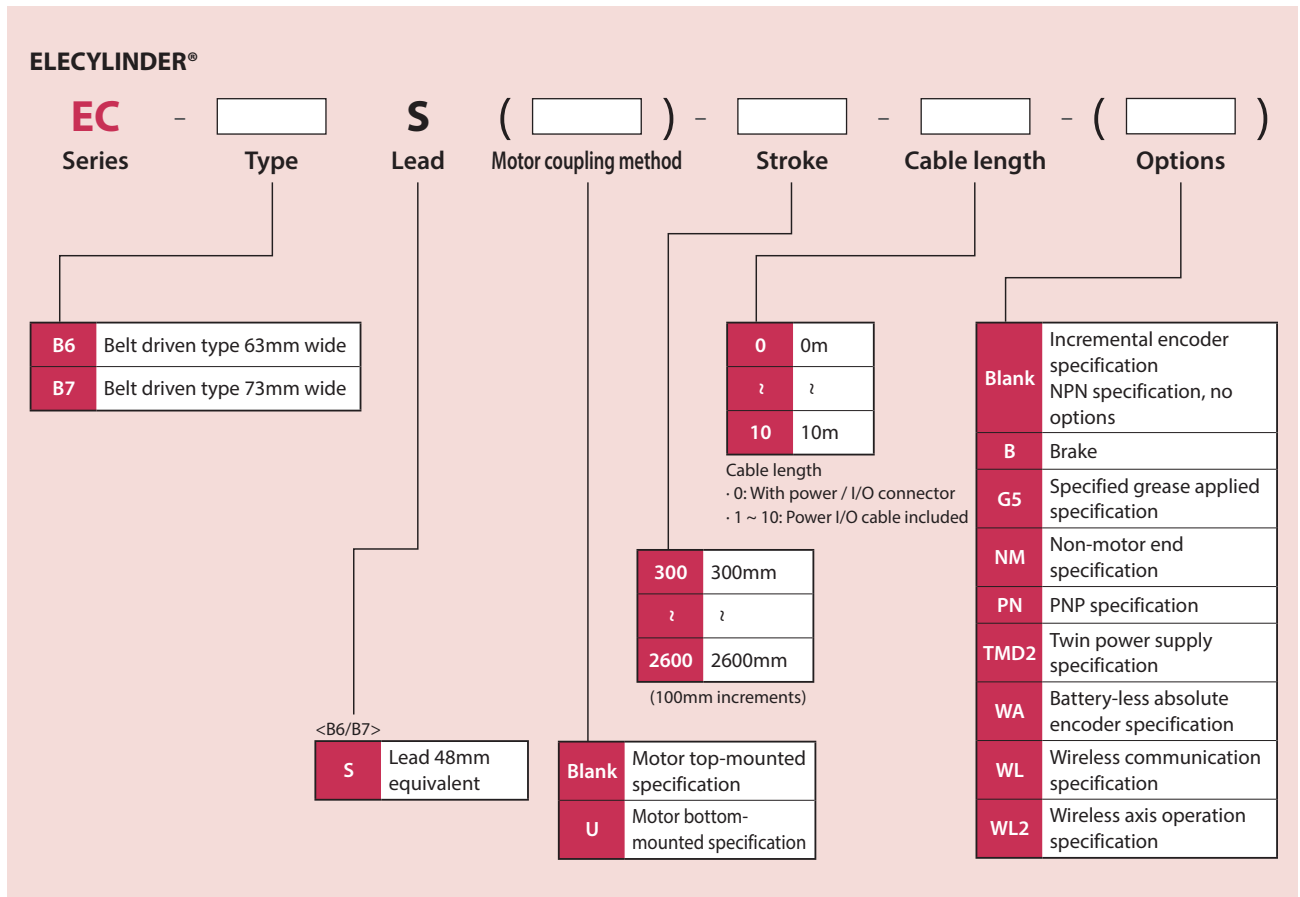 ELECYLINDER®
EC – S ( ) – – – ( )
Series Type Lead Motor coupling method Stroke Cable length Options
B6 Belt driven type 63mm wide
B7 Belt driven type 73mm wide
<B6/B7>
S Lead 48mm
equivalent
Blank Motor top-mounted
specification
U Motor bottom-
mounted specification
300 300mm
~ ~
2600 2600mm
(100mm increments)
0 0m
~ ~
10 10m
Cable length
· 0: With power / I/O connector
· 1 ~ 10: Power I/O cable included
Blank Incremental encoder
specification
NPN specification, no
options
B Brake
G5 Specified grease applied
specification
NM Non-motor end
specification
PN PNP specification
TMD2 Twin power supply
specification
WA Battery-less absolute
encoder specification
WL Wireless communication
specification
WL2 Wireless axis operation
specification